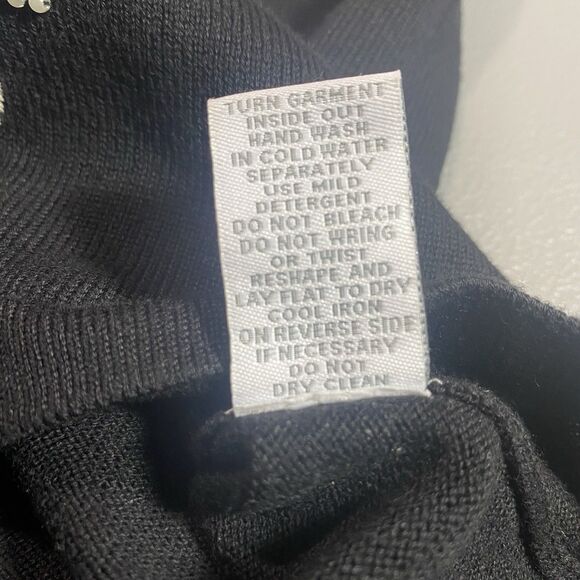 TURN GARMENT
INSIDE OUT
HAND WASH
IN COLD WATER
SEPARATELY
USE MILD
DETERGENT
DO NOT BLEACH
DO NOT WRING
OR TWIST
RESHAPE AND
LAY FLAT TO DRY
COOL IRON
ON REVERSE SIDE
IF NECESSARY
DO NOT
DRY CLEAN